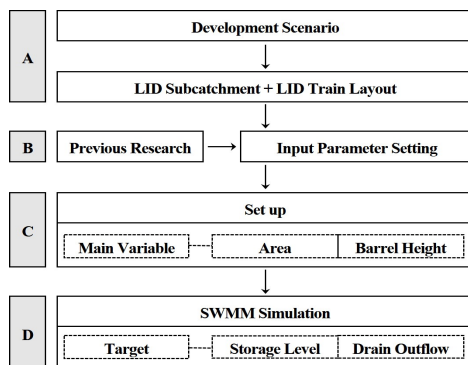 A
Development Scenario
LID Subcatchment + LID Train Layout
B
Previous Research
Input Parameter Setting
C
Set up
Main Variable
Area
Barrel Height
D
SWMM Simulation
Target
Storage Level
Drain Outflow